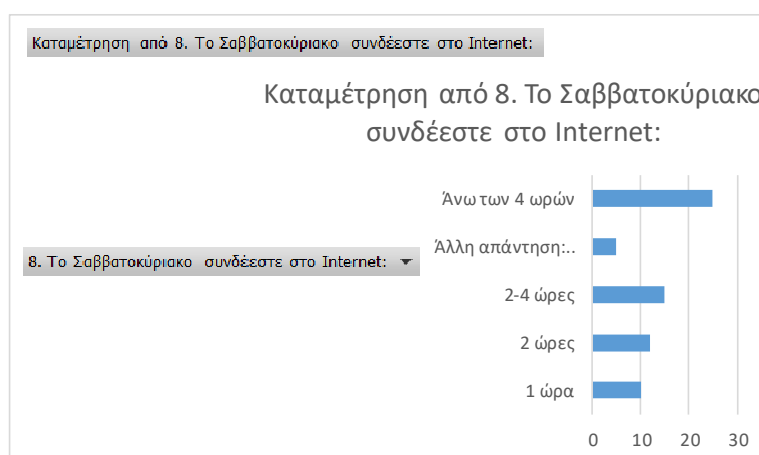 Καταμέτρηση από 8. Το Σαββατοκύριακο συνδέεστε στο Internet:
Καταμέτρηση από 8. Το Σαββατοκύριακο
συνδέεστε στο Internet:
Άνω των 4 ωρών
Άλλη απάντηση:..
8. Το Σαββατοκύριακο συνδέεστε στο Internet:
2-4 ώρες
2 ώρες
1 ώρα
0 10 20 30